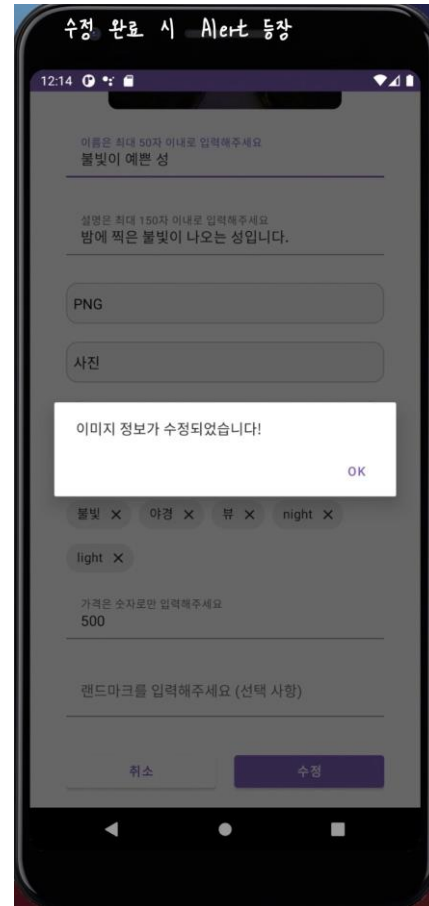 수정 완료 시 Alert 등장
12:14
이름은 최대 50자 이내로 입력해주세요
불빛이 예쁜 성
설명은 최대 150자 이내로 입력해주세요
밤에 찍은 불빛이 나오는 성입니다.
PNG
사진
이미지 정보가 수정되었습니다!
OK
불빛 × 야경 × 뷰 × night ×
light ×
가격은 숫자로만 입력해주세요
500
랜드마크를 입력해주세요 (선택 사항)
취소 수정